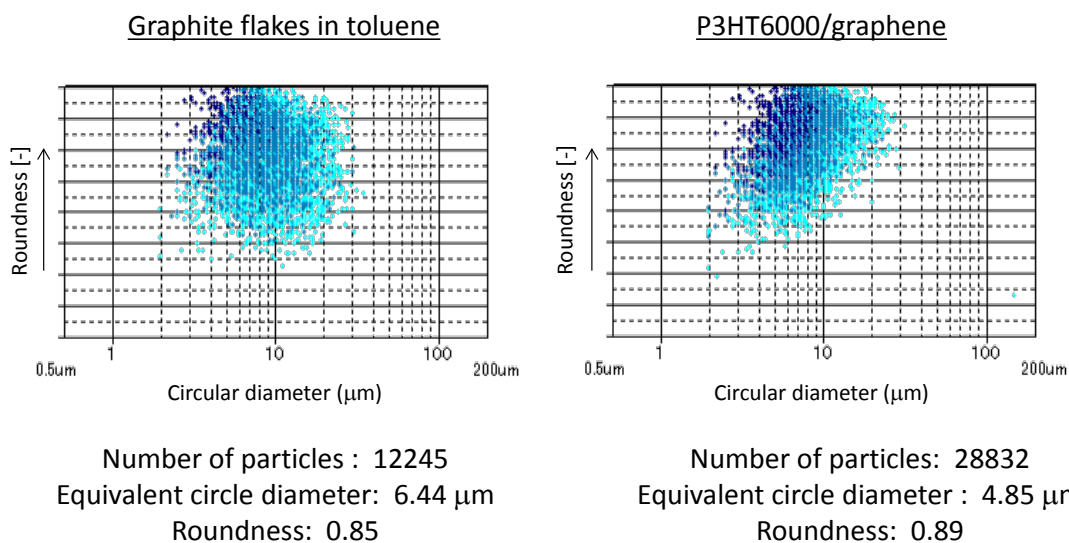 Graphite flakes in toluene
P3HT6000/graphene
Roundness [-]
Roundness [-]
1
10
100
0.5um
200um
Circular diameter (μm)
1
10
100
0.5um
200um
Circular diameter (μm)
Number of particles : 12245
Equivalent circle diameter: 6.44 μm
Roundness: 0.85
Number of particles: 28832
Equivalent circle diameter : 4.85 μm
Roundness: 0.89